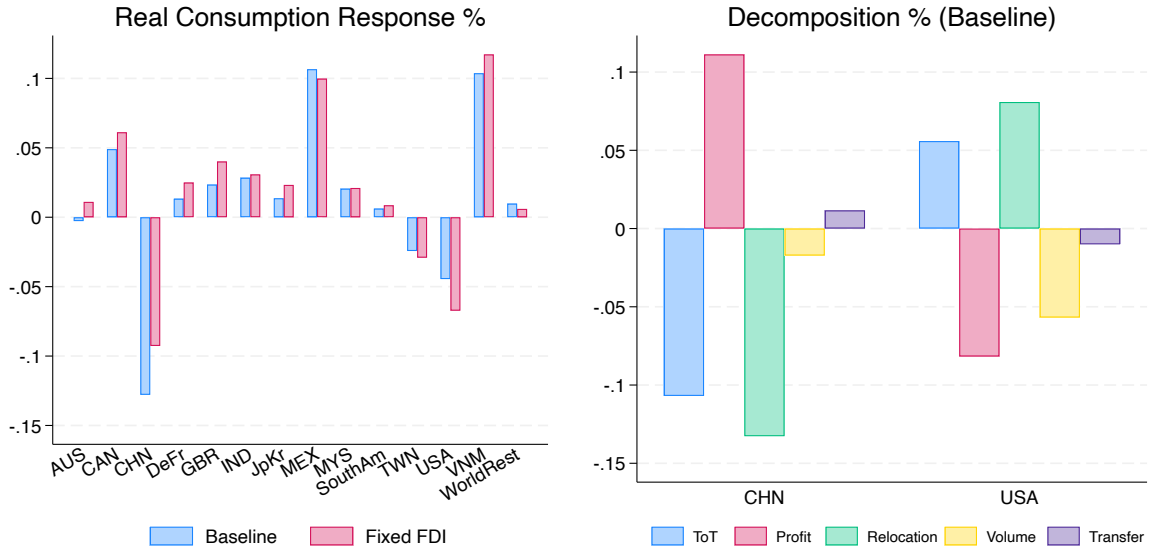 Real Consumption Response %
.1
.05
0
-.05
-.1
-.15
AUS
CAN
CHN
DeFr
GBR
IND
JpKr
MEX
MYS
SouthAm
TWN
USA
VNM
WorldRest
Baseline
Fixed FDI
Decomposition % (Baseline)
.1
.05
0
-.05
-.1
-.15
CHN
USA
ToT
Profit
Relocation
Volume
Transfer